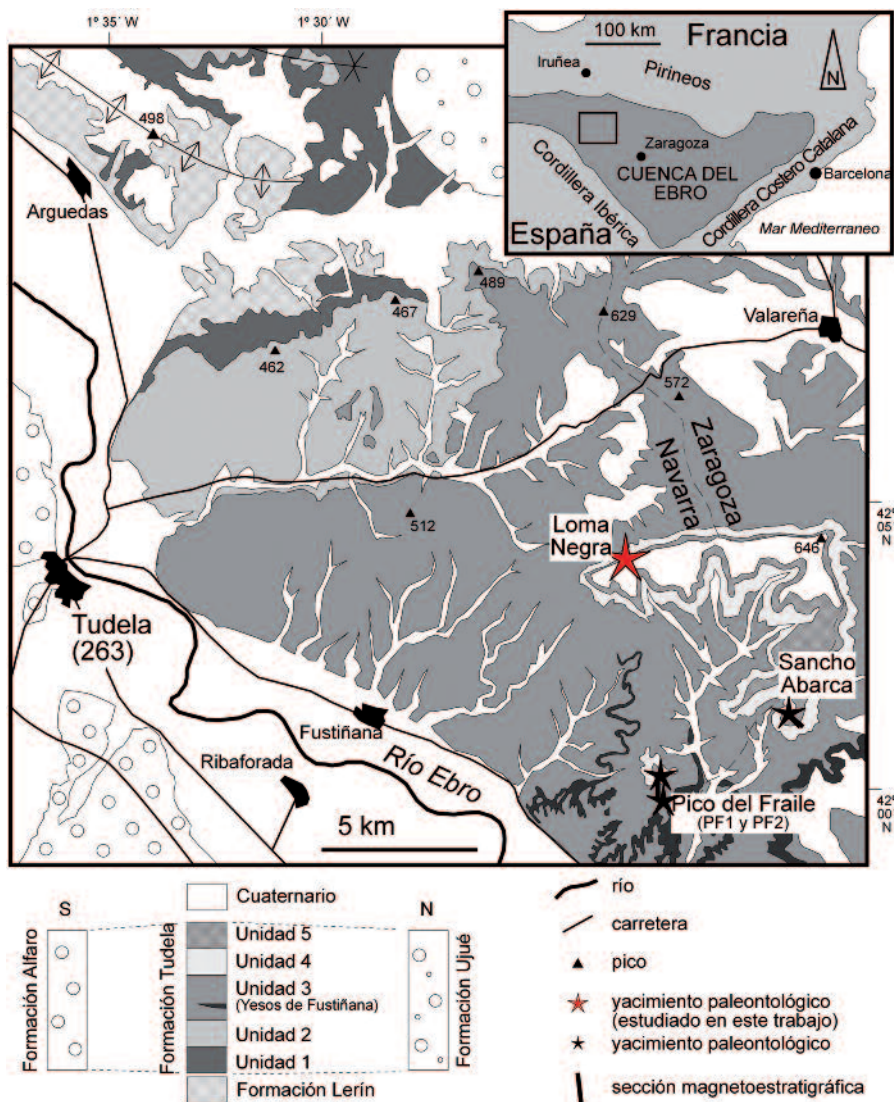 1° 35´ W
1° 30´ W
100 km
Francia
Iruñea
Pirineos
N
Zaragoza
CUENCA DEL
EBRO
Cordillera Ibérica
Cordillera Costero Catalana
Barcelona
Mar Mediterraneo
España
498
Arguedas
489
467
462
629
Valareña
572
Zaragoza
Navarra
512
42°
05´
N
Loma
Negra
646
Tudela
(263)
Sancho
Abarca
Fustiñana
Ribaforada
Río Ebro
Pico del Fraile
(PF1 y PF2)
42°
00´
N
5 km
S
N
Formación Alfaro
Formación Tudela
Formación Ujué
Cuaternario
Unidad 5
Unidad 4
Unidad 3
(Yesos de Fustiñana)
Unidad 2
Unidad 1
Formación Lerín
río
carretera
pico
yacimiento paleontológico
(estudiado en este trabajo)
yacimiento paleontológico
sección magnetoestratigráfica